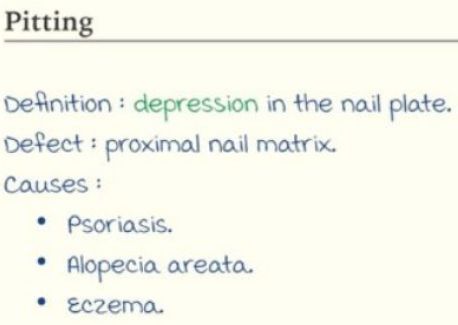 Pitting
Definition : depression in the nail plate.
Defect : proximal nail matrix.
Causes :
• Psoriasis.
• Alopecia areata.
• Eczema.